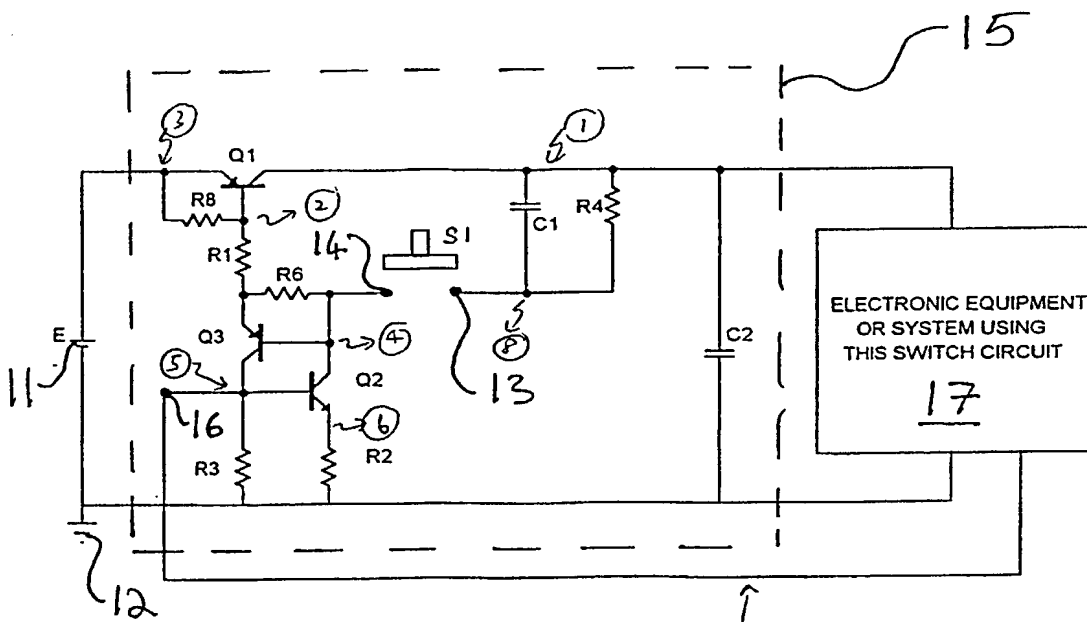 15
3
1
Q1
R8
2
S1
C1
R4
14
R1
R6
ELECTRONIC EQUIPMENT
OR SYSTEM USING
THIS SWITCH CIRCUIT
E
Q3
4
8
C2
11
5
Q2
13
17
16
6
R3
R2
12
1